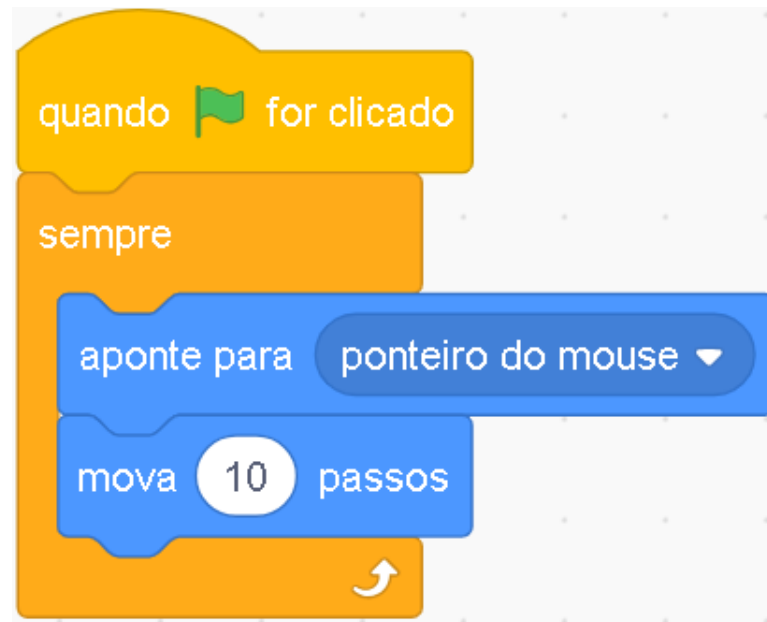 quando for clicado
sempre
aponte para ponteiro do mouse
mova 10 passos